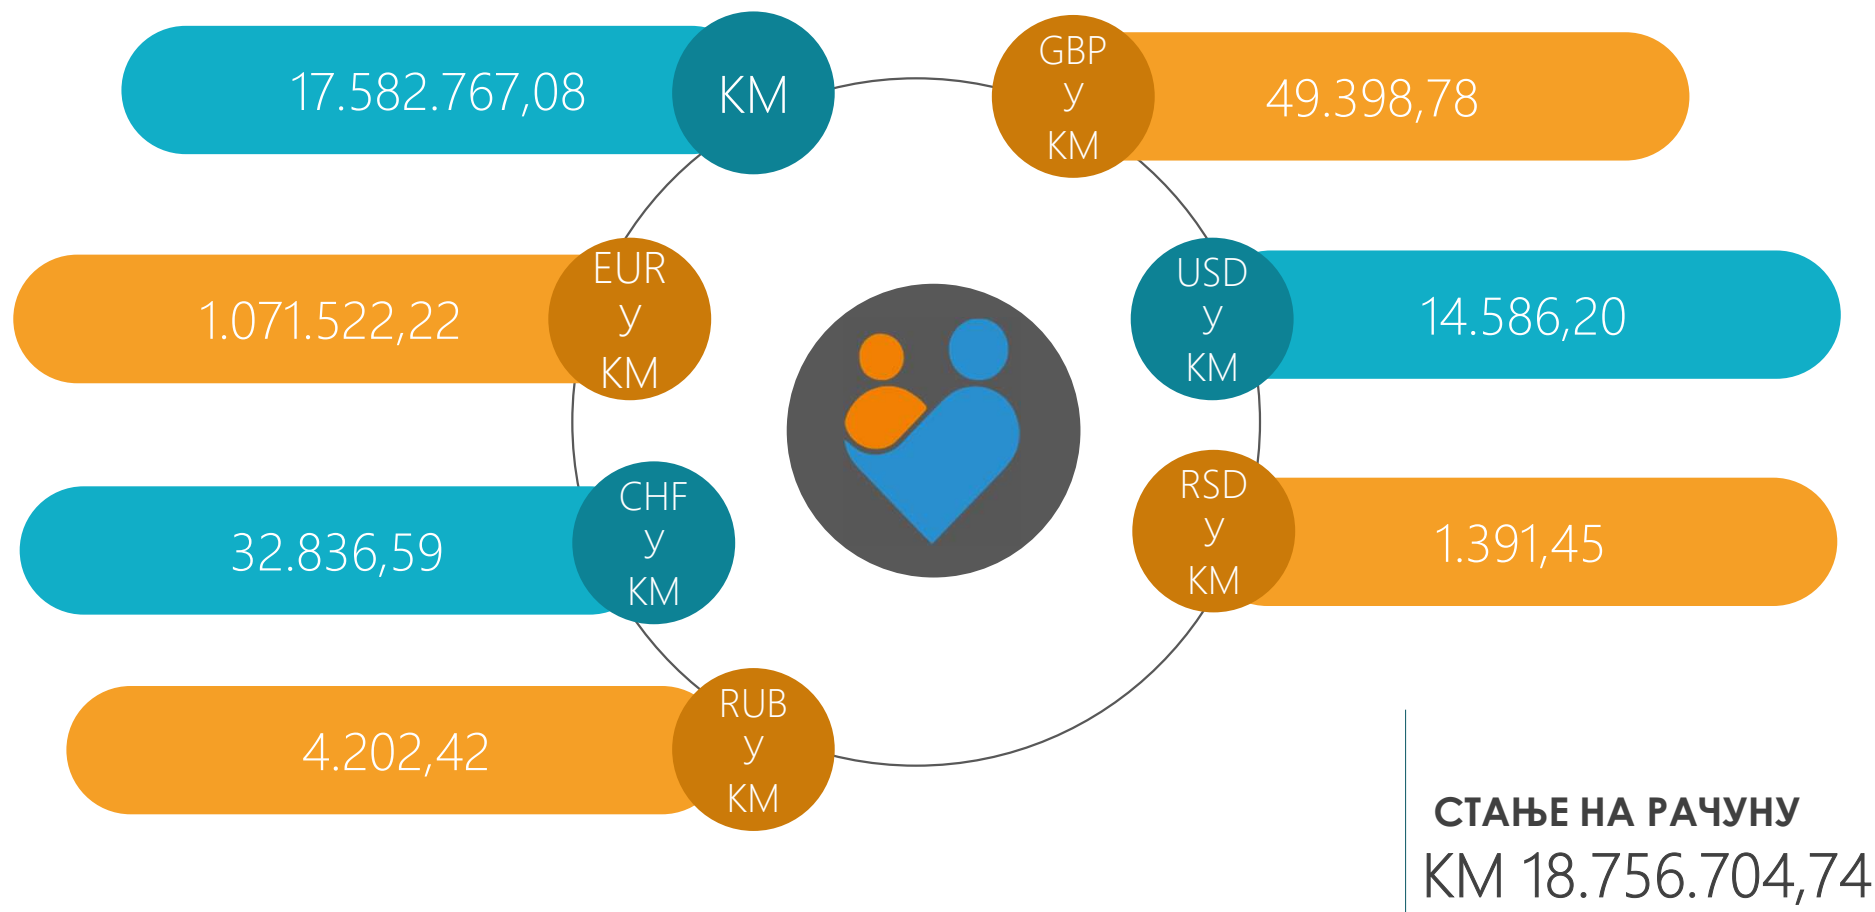 17.582.767,08
КМ
GBP
у
КМ
49.398,78
1.071.522,22
EUR
у
КМ
USD
у
КМ
14.586,20
32.836,59
CHF
у
КМ
RSD
у
КМ
1.391,45
4.202,42
RUB
у
КМ
СТАЊЕ НА РАЧУНУ
КМ 18.756.704,74